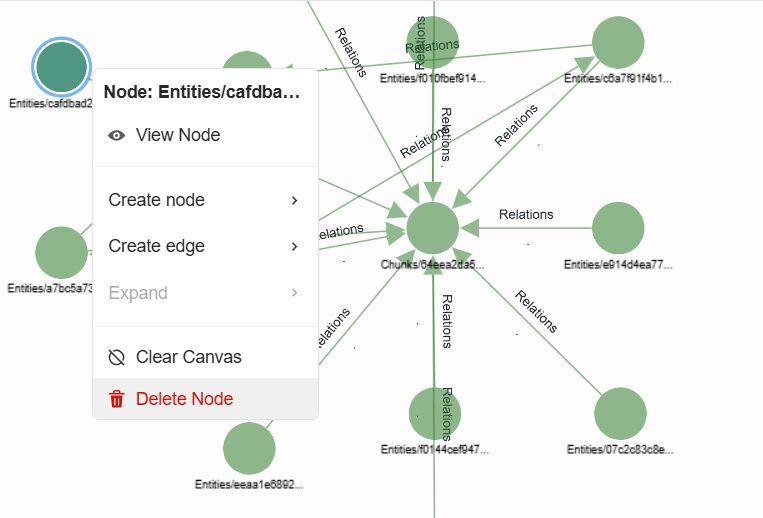 Relations
Relations
Relations
Entities/f010fbef914...
Entities/c6a7f91f4b1...
Entities/cafdbad2
Node: Entities/cafdba...
View Node
Relations
Relations
Relations
Create node
Relations
elations
Create edge
Chunks/64eea2da5...
Entities/e914d4ea77...
Entities/a7bc5a73
Expand
Relations
Relations
elations
Clear Canvas
Delete Node
Relations
Entities/f0144cef947...
Entities/07c2c83c8e...
Entities/eeaa1e6892...